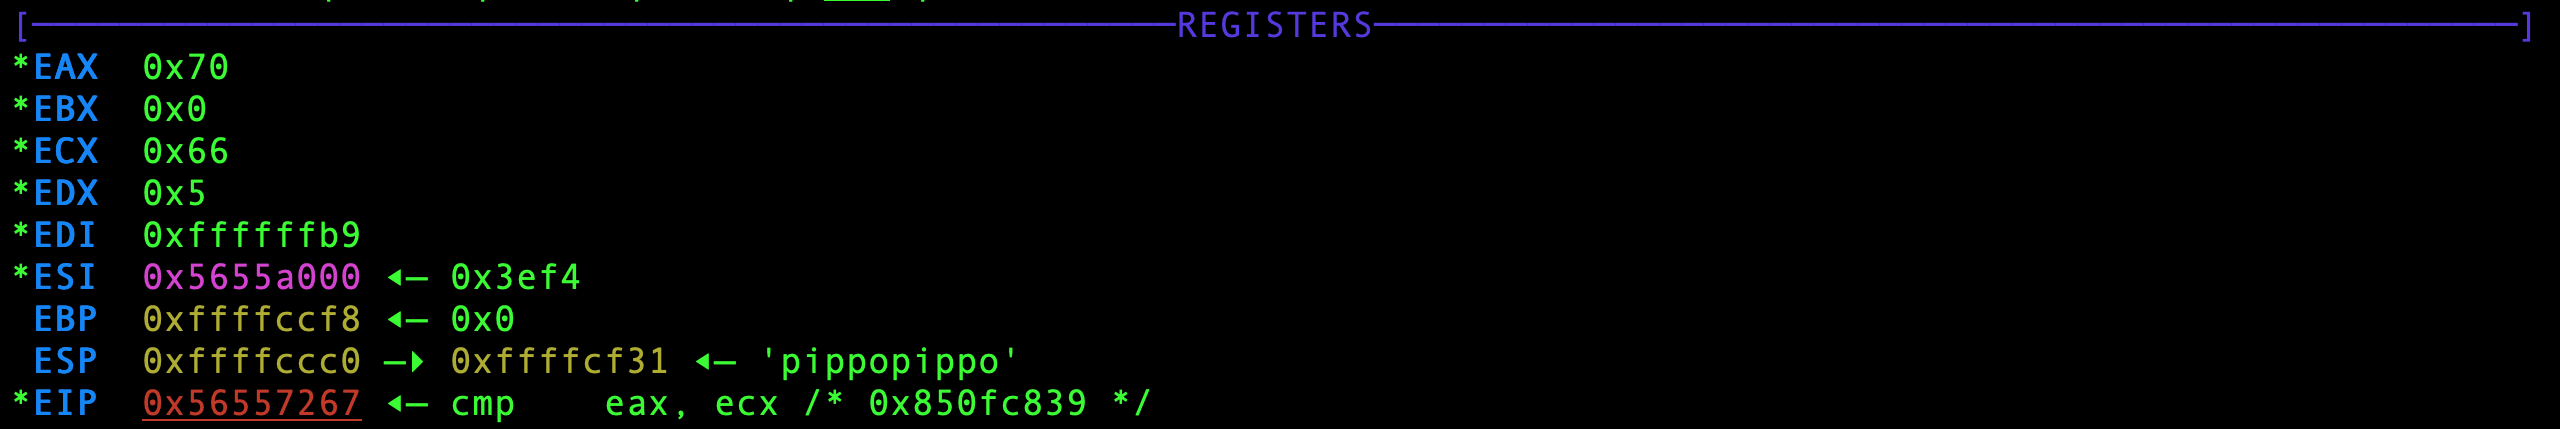 [REGISTERS]
*EAX 0x70
*EBX 0x0
*ECX 0x66
*EDX 0x5
*EDI 0xffffffb9
*ESI 0x5655a000 ◂— 0x3ef4
EBP 0xffffccf8 ◂— 0x0
ESP 0xffffccc0 —▸ 0xffffcf31 ◂— 'pippopippo'
*EIP 0x56557267 ◂— cmp eax, ecx /* 0x850fc839 */